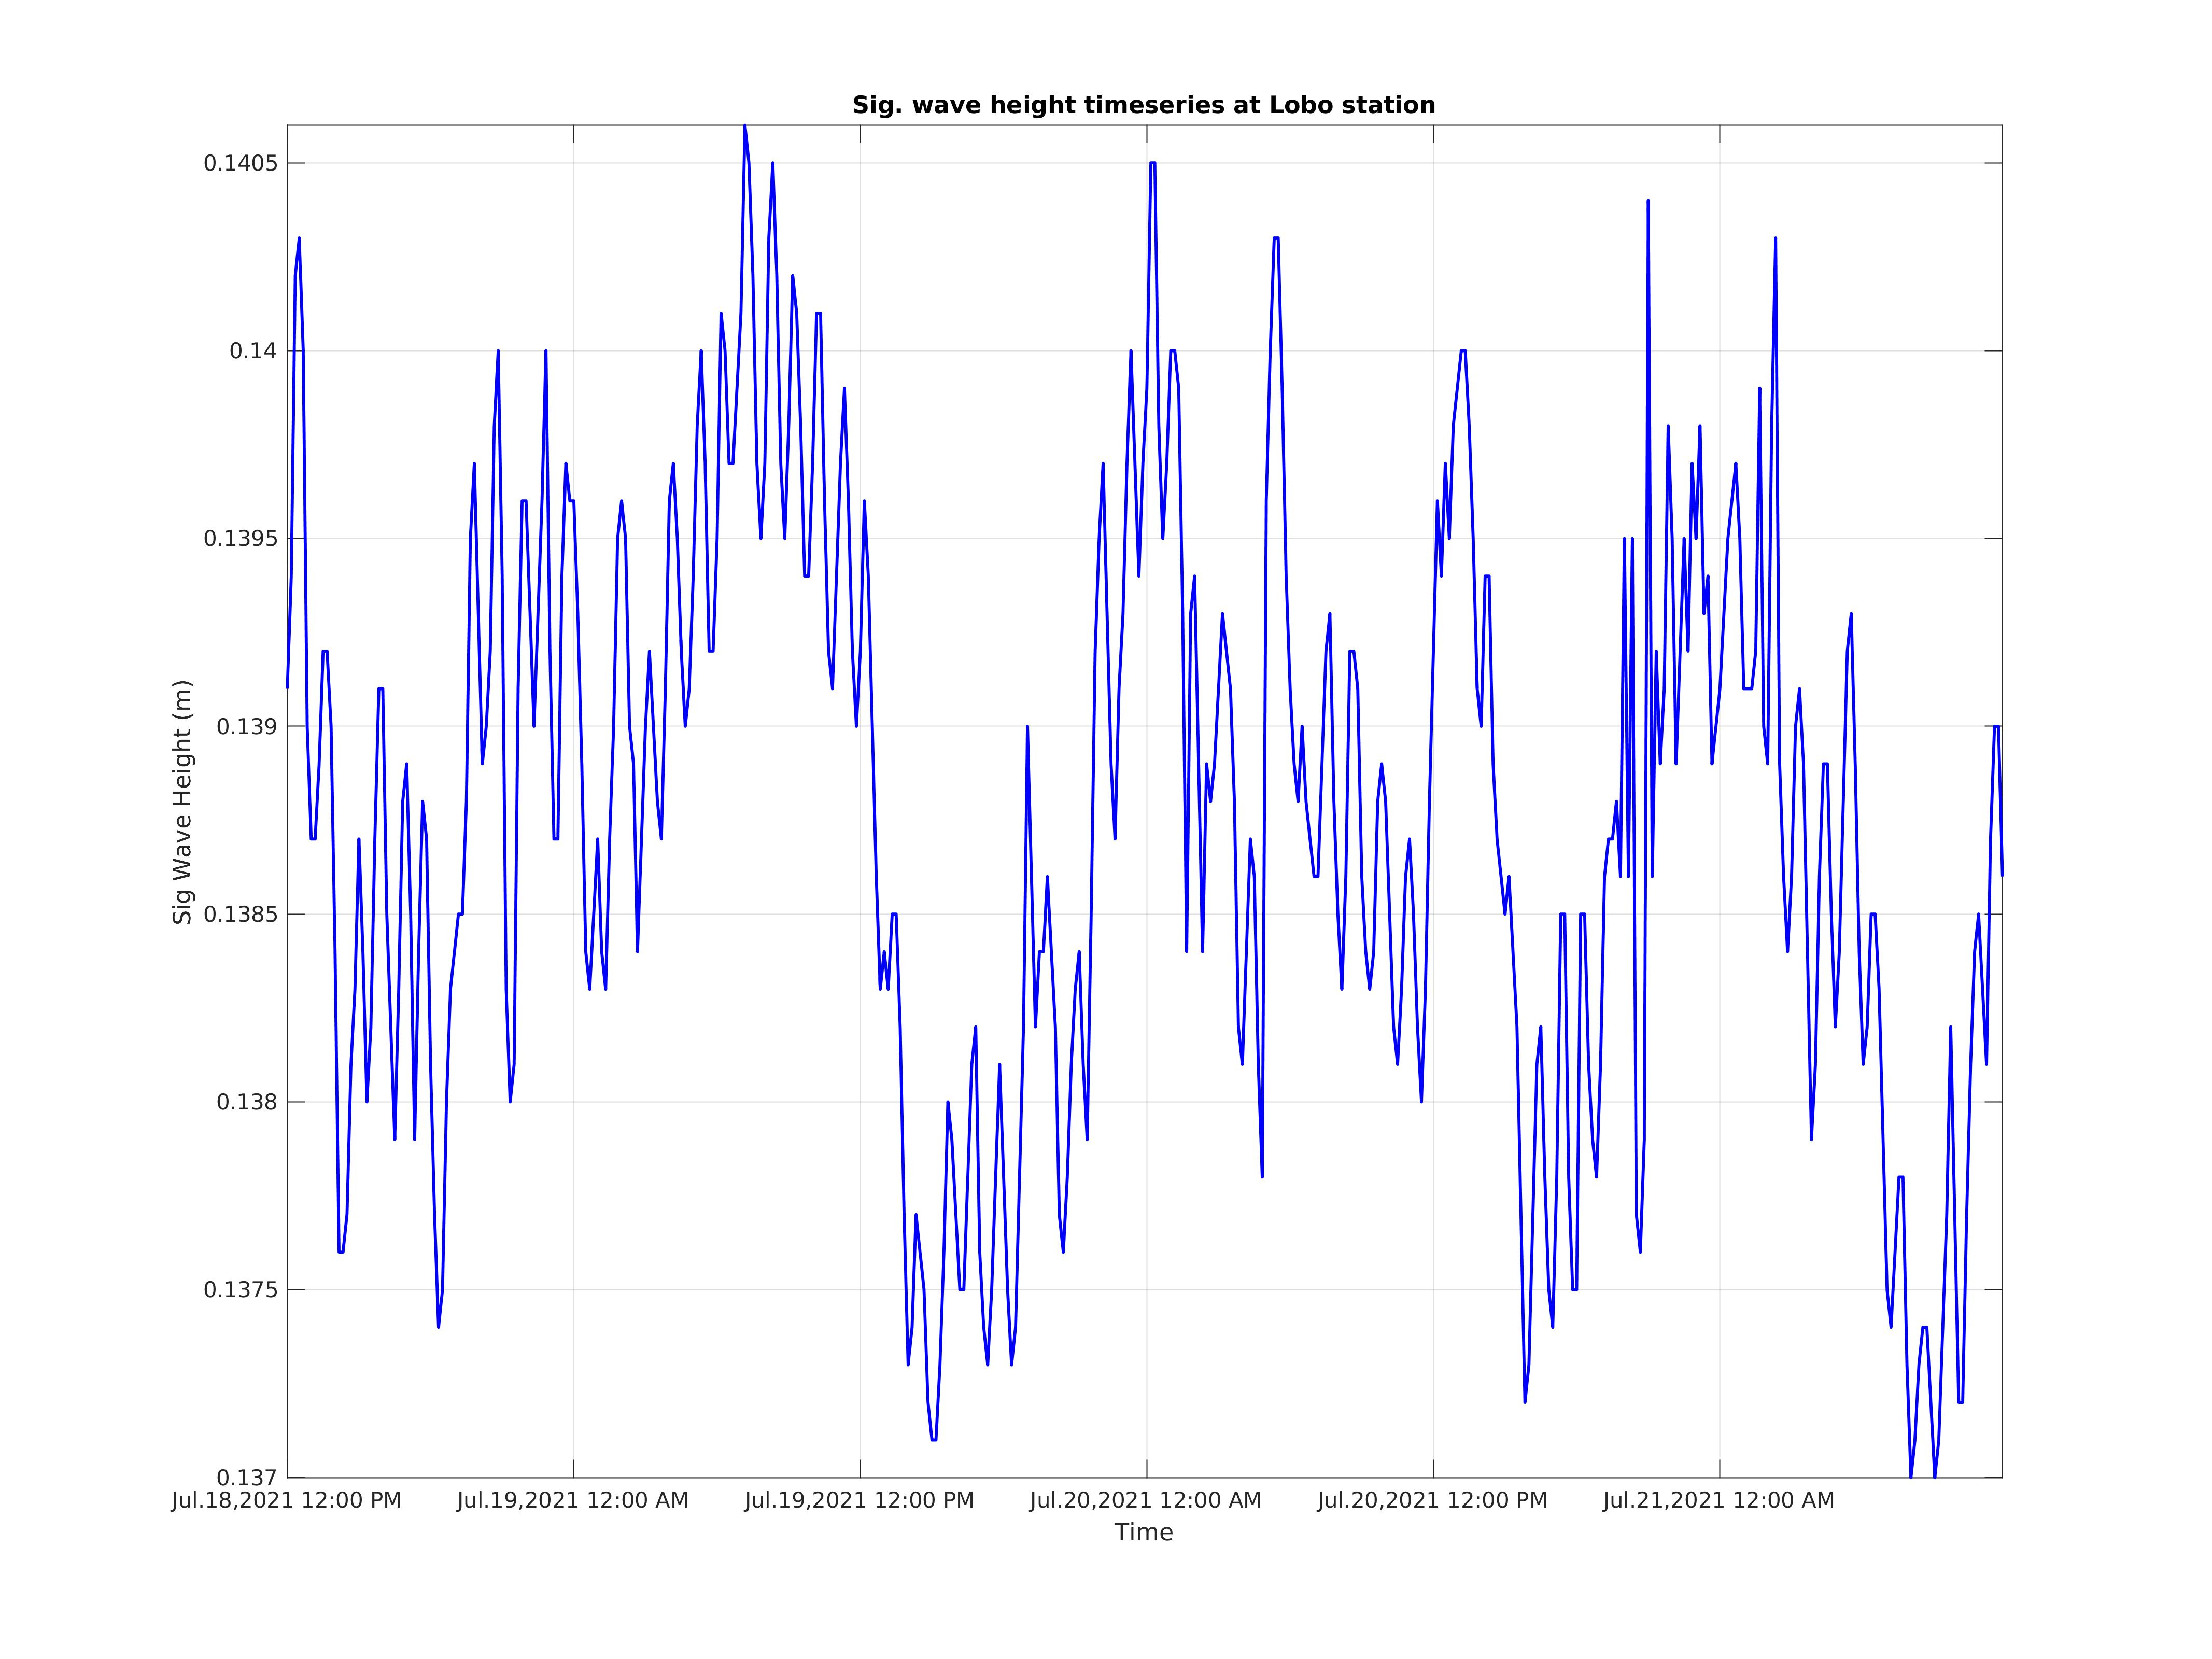 Sig. wave height timeseries at Lobo station
Sig Wave Height (m)
0.1405
0.14
0.1395
0.139
0.1385
0.138
0.1375
0.137
Jul.18,2021 12:00 PM
Jul.19,2021 12:00 AM
Jul.19,2021 12:00 PM
Jul.20,2021 12:00 AM
Jul.20,2021 12:00 PM
Jul.21,2021 12:00 AM
Time